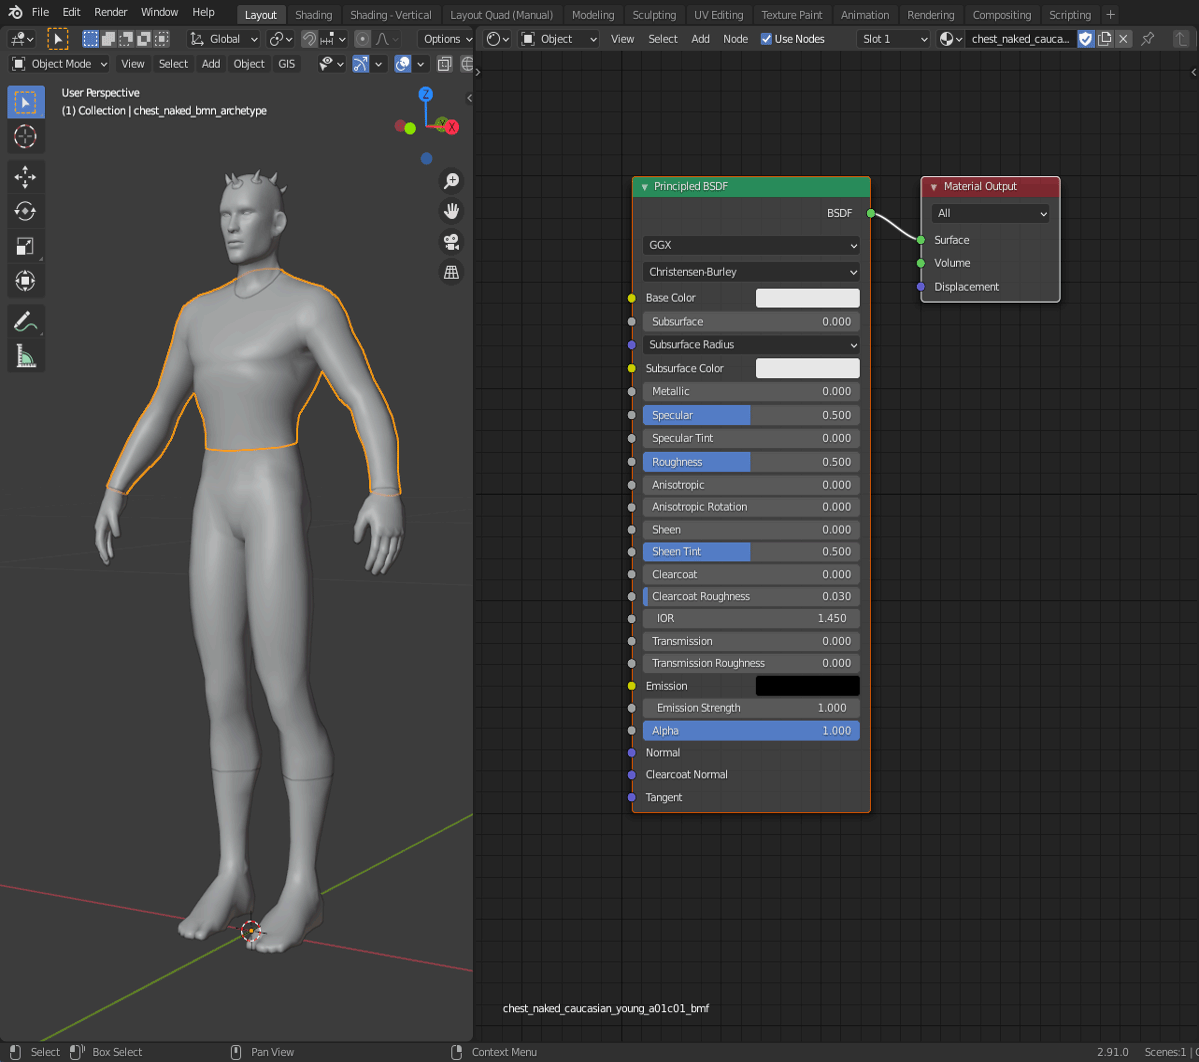 File Edit Render Window Help Layout Shading Shading - Vertical Layout Quad (Manual) Modeling Sculpting UV Editing Texture Paint Animation Rendering Compositing Scripting +
Global Options Object View Select Add Node Use Nodes Slot 1 chest_naked_cauca...
Object Mode View Select Add Object GIS
User Perspective
(1) Collection | chest_naked_bmn_archetype
Z
Y
X
Principled BSDF
BSDF
GGX
Christensen-Burley
Base Color
Subsurface 0.000
Subsurface Radius
Subsurface Color
Metallic 0.000
Specular 0.500
Specular Tint 0.000
Roughness 0.500
Anisotropic 0.000
Anisotropic Rotation 0.000
Sheen 0.000
Sheen Tint 0.500
Clearcoat 0.000
Clearcoat Roughness 0.030
IOR 1.450
Transmission 0.000
Transmission Roughness 0.000
Emission
Emission Strength 1.000
Alpha 1.000
Normal
Clearcoat Normal
Tangent
Material Output
All
Surface
Volume
Displacement
chest_naked_caucasian_young_a01c01_bmf
Select Box Select Pan View Context Menu 2.91.0 Scenes:1 |